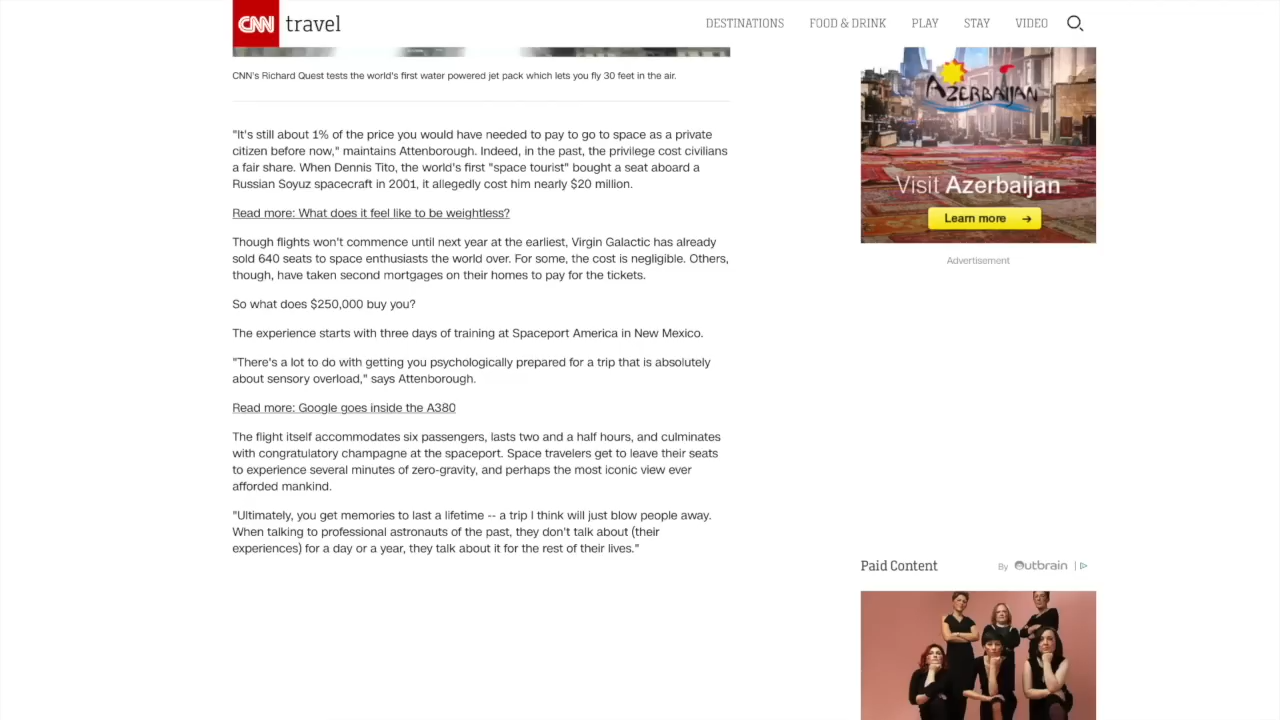 CNN travel
DESTINATIONS FOOD & DRINK PLAY STAY VIDEO
CNN's Richard Quest tests the world's first water powered jet pack which lets you fly 30 feet in the air.
"It's still about 1% of the price you would have needed to pay to go to space as a private
citizen before now," maintains Attenborough. Indeed, in the past, the privilege cost civilians
a fair share. When Dennis Tito, the world's first "space tourist" bought a seat aboard a
Russian Soyuz spacecraft in 2001, it allegedly cost him nearly $20 million.
Read more: What does it feel like to be weightless?
Though flights won't commence until next year at the earliest, Virgin Galactic has already
sold 640 seats to space enthusiasts the world over. For some, the cost is negligible. Others,
though, have taken second mortgages on their homes to pay for the tickets.
So what does $250,000 buy you?
The experience starts with three days of training at Spaceport America in New Mexico.
"There's a lot to do with getting you psychologically prepared for a trip that is absolutely
about sensory overload," says Attenborough.
Read more: Google goes inside the A380
The flight itself accommodates six passengers, lasts two and a half hours, and culminates
with congratulatory champagne at the spaceport. Space travelers get to leave their seats
to experience several minutes of zero-gravity, and perhaps the most iconic view ever
afforded mankind.
"Ultimately, you get memories to last a lifetime -- a trip I think will just blow people away.
When talking to professional astronauts of the past, they don't talk about (their
experiences) for a day or a year, they talk about it for the rest of their lives."
AZERBAIJAN
Visit Azerbaijan
Learn more →
Advertisement
Paid Content
By Outbrain |